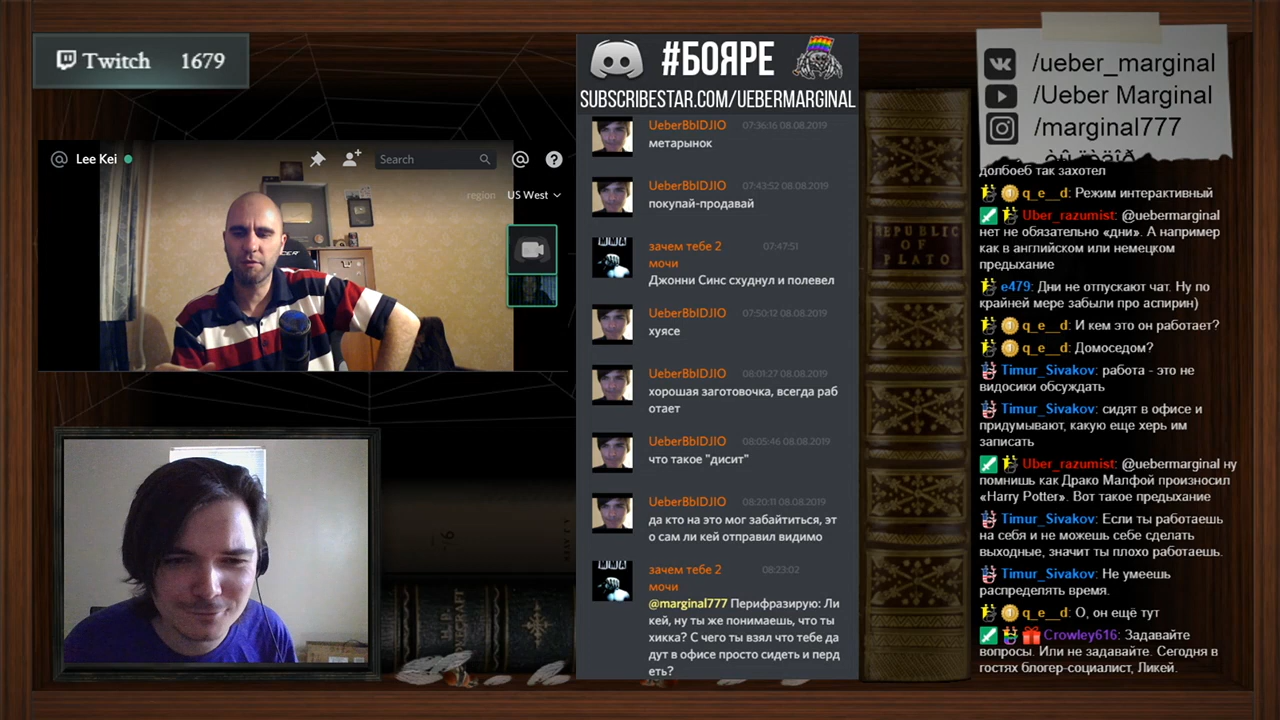 Twitch 1679
Lee Kei
Search
region US West
#БОЯРЕ
SUBSCRIBESTAR.COM/UEBERMARGINAL
UeberBbIDJIO 07:36:16 08.08.2019
метарынок
UeberBbIDJIO 07:43:52 08.08.2019
покупай-продавай
зачем тебе 2 07:47:51
мочи
Джонни Синс схуднул и полевел
UeberBbIDJIO 07:50:12 08.08.2019
хуясе
UeberBbIDJIO 08:01:27 08.08.2019
хорошая заготовочка, всегда раб
отает
UeberBbIDJIO 08:05:46 08.08.2019
что такое "дисит"
UeberBbIDJIO 08:20:11 08.08.2019
да кто на это мог забайтиться, эт
о сам ли кей отправил видимо
зачем тебе 2 08:23:02
мочи
@marginal777 Перифразирую: Ли
кей, ну ты же понимаешь, что ты
хикка? С чего ты взял что тебе да
дут в офисе просто сидеть и перд
еть?
REPUBLIC
OF
PLATO
/ueber_marginal
/Ueber Marginal
/marginal777
долбоеб так захотел
q_e__d: Режим интерактивный
Uber_razumist: @uebermarginal
нет не обязательно «дни». А например
как в английском или немецком
предыхание
e479: Дни не отпускают чат. Ну по
крайней мере забыли про аспирин)
q_e__d: И кем это он работает?
q_e__d: Домоседом?
Timur_Sivakov: работа - это не
видосики обсуждать
Timur_Sivakov: сидят в офисе и
придумывают, какую еще херь им
записать
Uber_razumist: @uebermarginal ну
помнишь как Драко Малфой произносил
«Harry Potter». Вот такое предыхание
Timur_Sivakov: Если ты работаешь
на себя и не можешь себе сделать
выходные, значит ты плохо работаешь.
Timur_Sivakov: Не умеешь
распределять время.
q_e__d: О, он ещё тут
Crowley616: Задавайте
вопросы. Или не задавайте. Сегодня в
гостях блогер-социалист, Ликей.